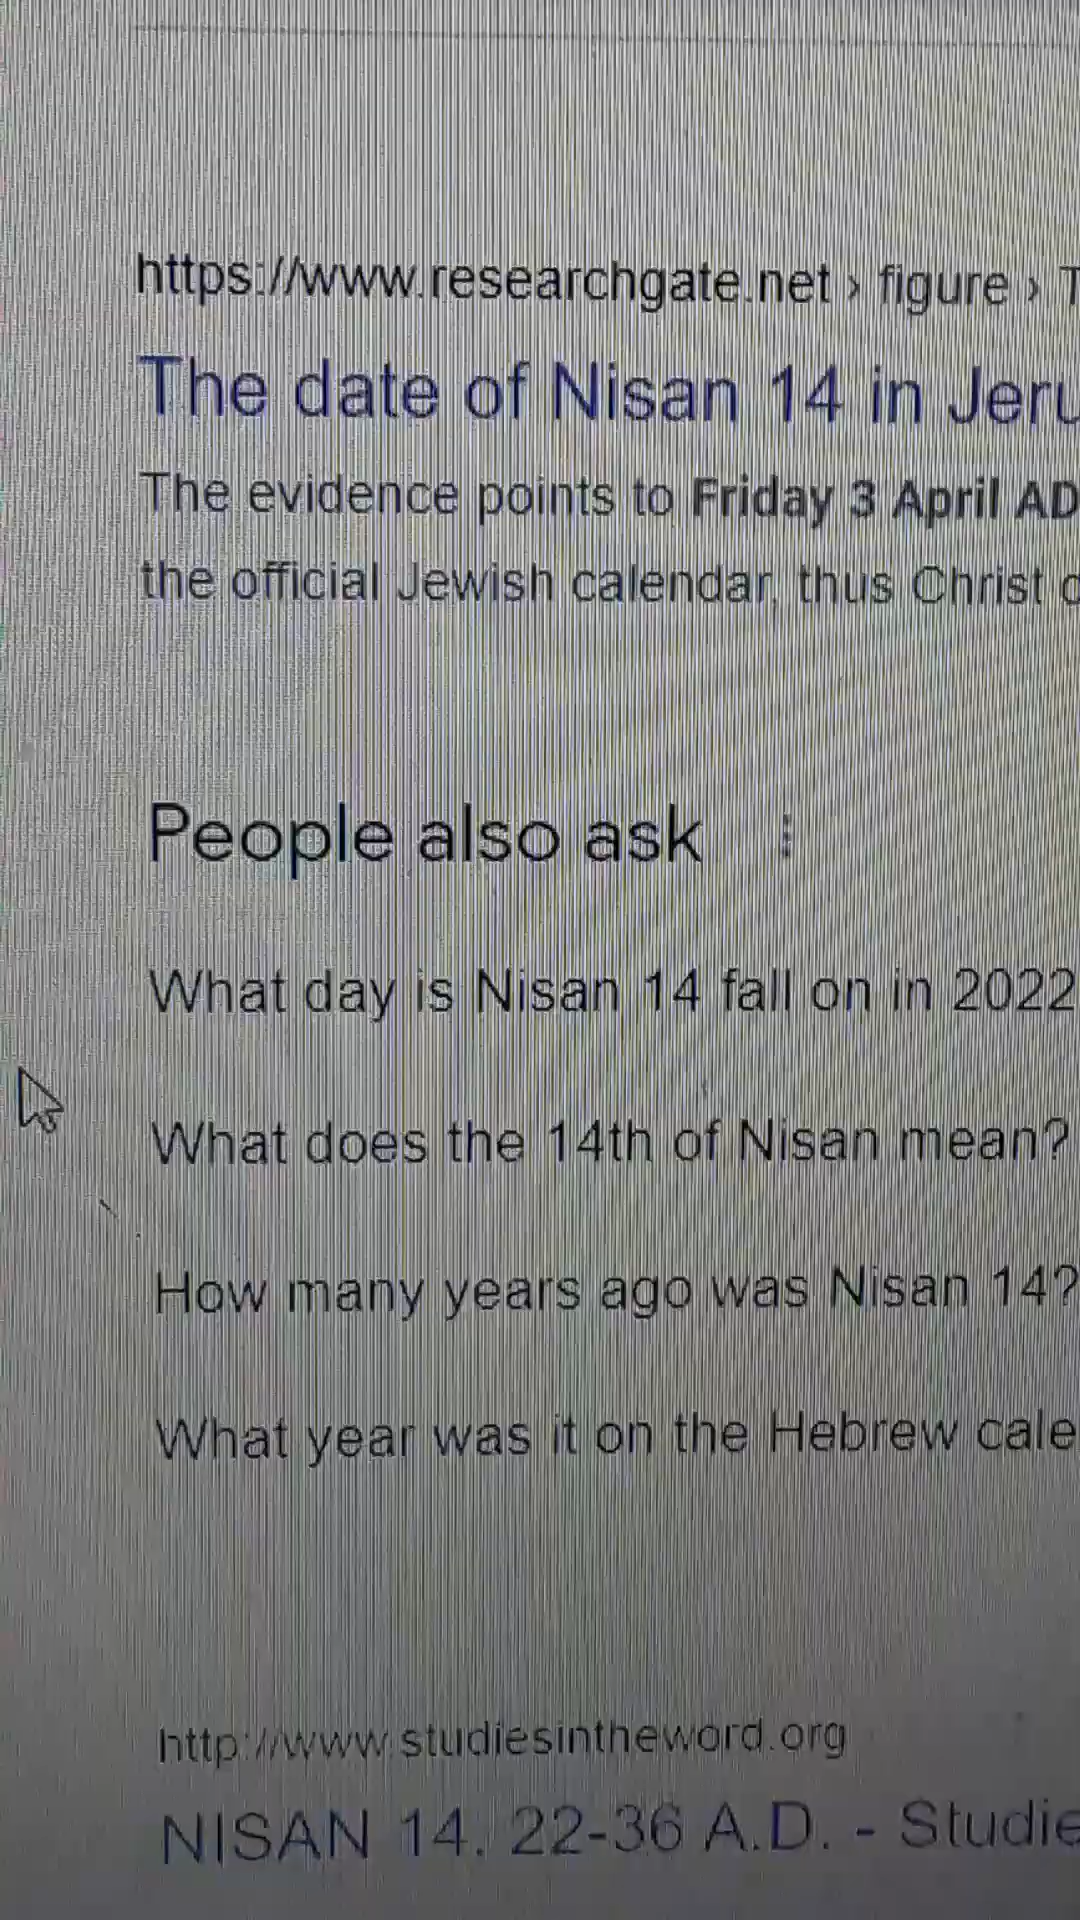 https://www.researchgate.net › figure ›
The date of Nisan 14 in
The evidence points to Friday 3 April AD
the official Jewish calendar, thus Christ
People also ask
What day is Nisan 14 fall on in 2022
What does the 14th of Nisan mean?
How many years ago was Nisan 14?
What year was it on the Hebrew
http://www.studiesintheword.org
NISAN 14, 22-36 A.D. -